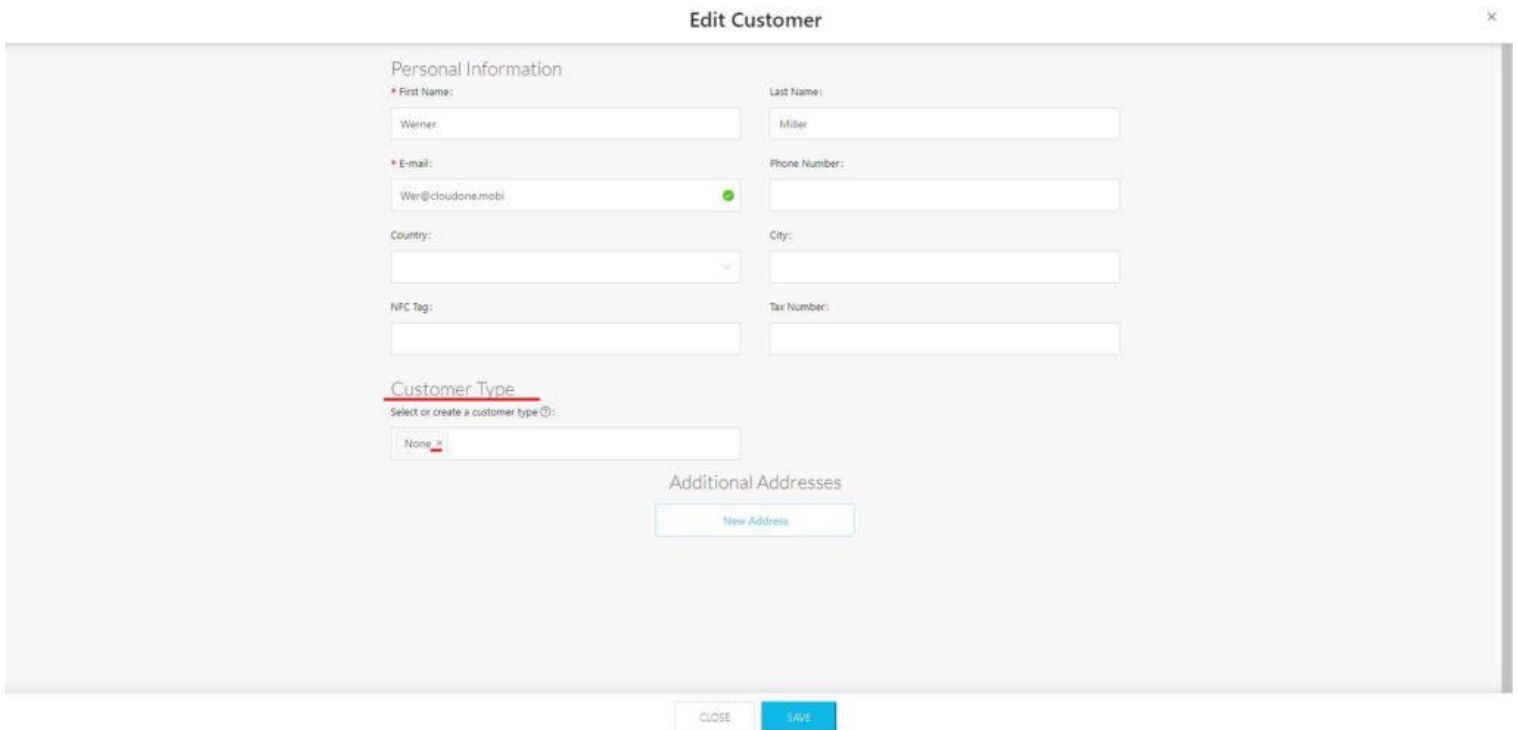 Edit Customer ×
Personal Information
* First Name: Last Name:
Werner Miller
* E-mail: Phone Number:
Wer@cloudone.mobi
Country: City:
NFC Tag: Tax Number:
Customer Type
Select or create a customer type ?:
None ×
Additional Addresses
New Address
CLOSE SAVE